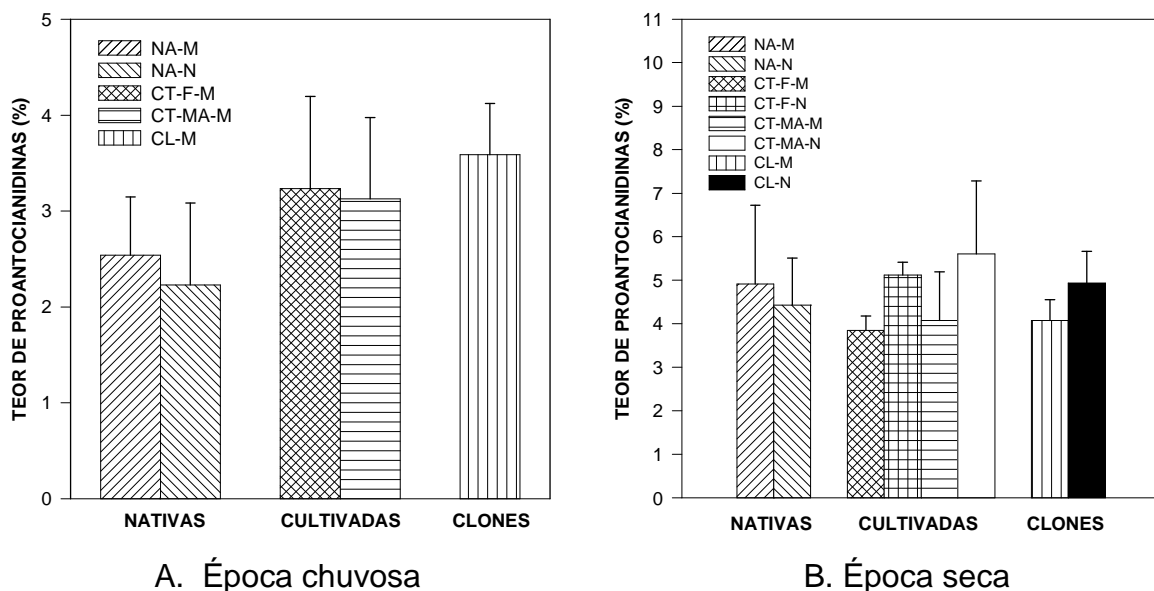 TEOR DE PROANTOCIANIDINAS (%)
5
4
3
2
1
0
NA-M
NA-N
CT-F-M
CT-MA-M
CL-M
NATIVAS
CULTIVADAS
CLONES
A. Época chuvosa
TEOR DE PROANTOCIANIDINAS (%)
11
10
9
8
7
6
5
4
3
2
1
0
NA-M
NA-N
CT-F-M
CT-F-N
CT-MA-M
CT-MA-N
CL-M
CL-N
NATIVAS
CULTIVADAS
CLONES
B. Época seca